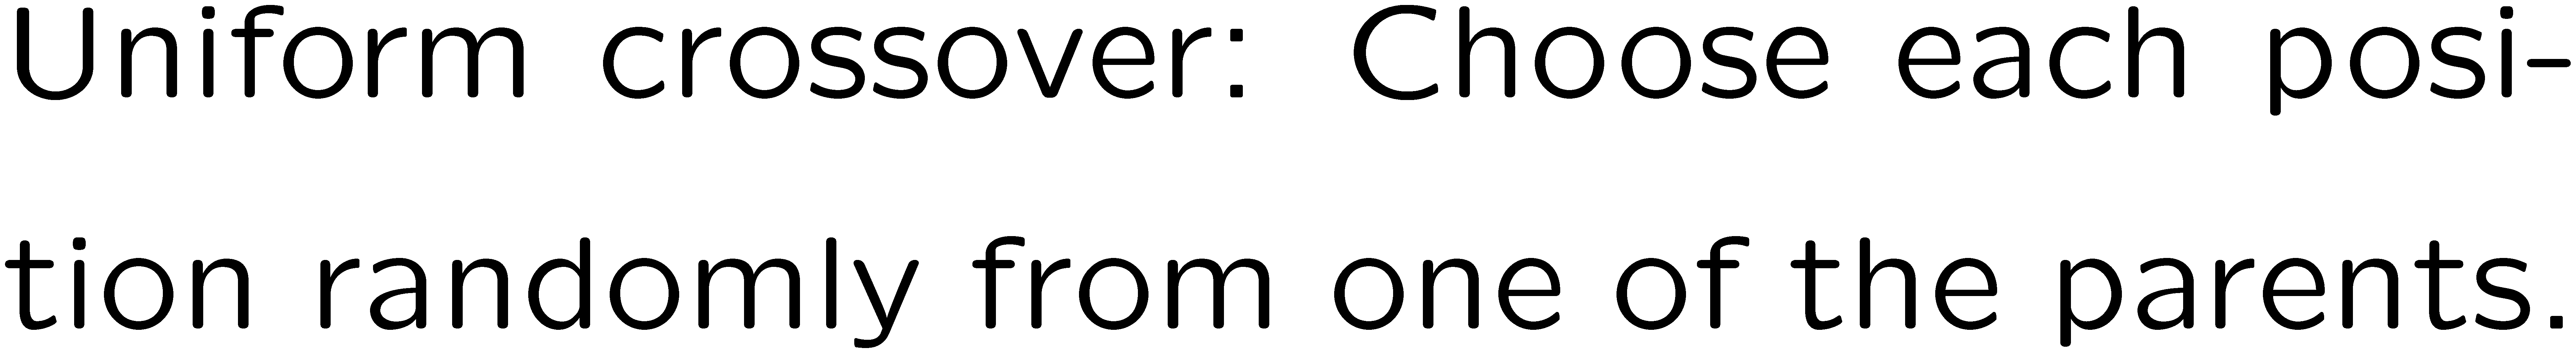 Uniform crossover: Choose each posi-
tion randomly from one of the parents.